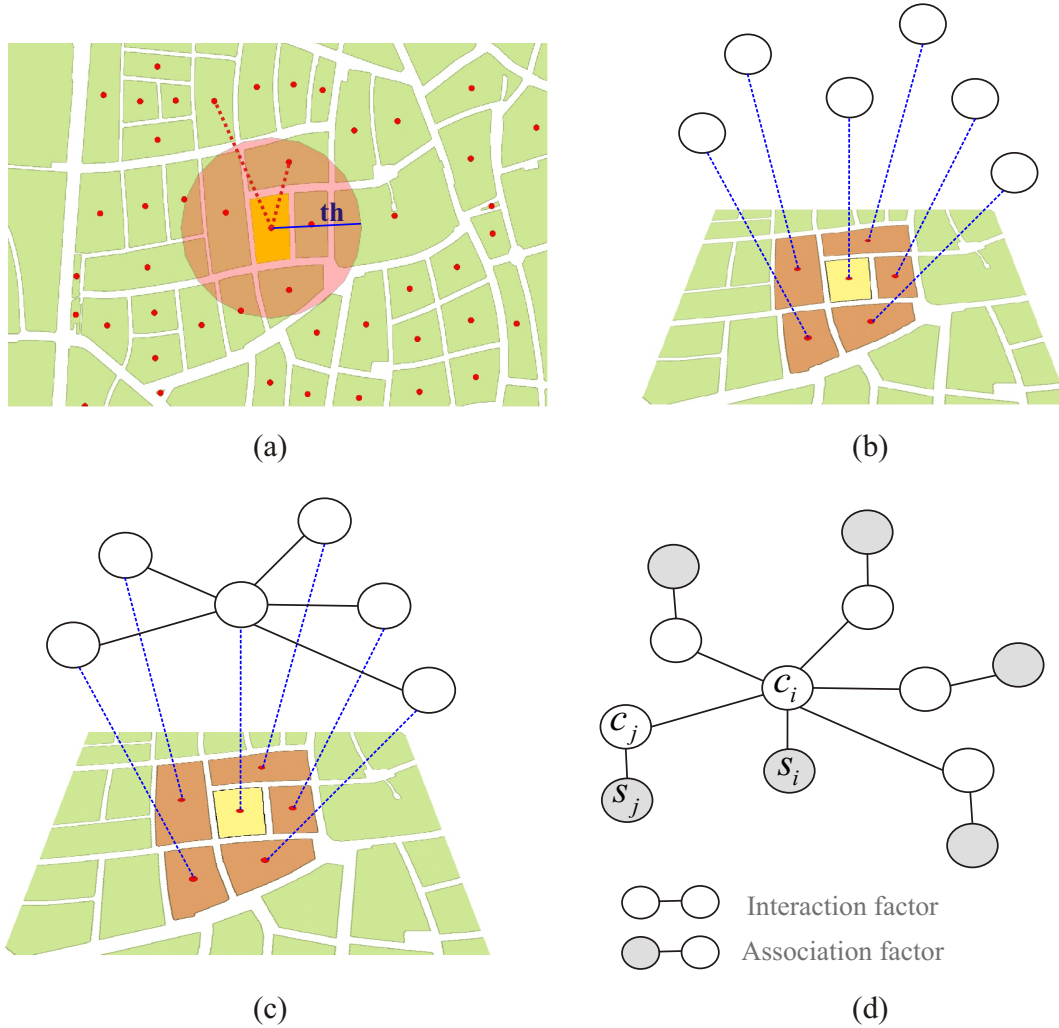 th
(a)
(b)
(c)
c_i
c_j
s_i
s_j
Interaction factor
Association factor
(d)